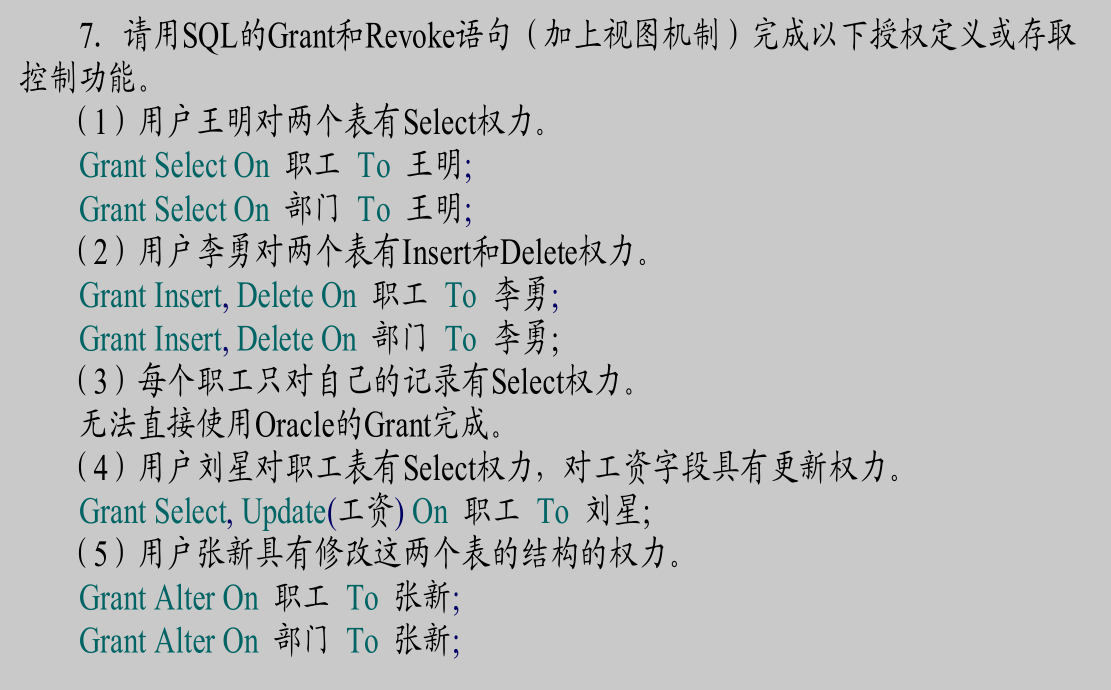 7．请用SQL的Grant和Revoke语句（加上视图机制）完成以下授权定义或存取
控制功能。
（1）用户王明对两个表有Select权力。
Grant Select On 职工 To 王明;
Grant Select On 部门 To 王明;
（2）用户李勇对两个表有Insert和Delete权力。
Grant Insert, Delete On 职工 To 李勇;
Grant Insert, Delete On 部门 To 李勇;
（3）每个职工只对自己的记录有Select权力。
无法直接使用Oracle的Grant完成。
（4）用户刘星对职工表有Select权力，对工资字段具有更新权力。
Grant Select, Update(工资) On 职工 To 刘星;
（5）用户张新具有修改这两个表的结构的权力。
Grant Alter On 职工 To 张新;
Grant Alter On 部门 To 张新;